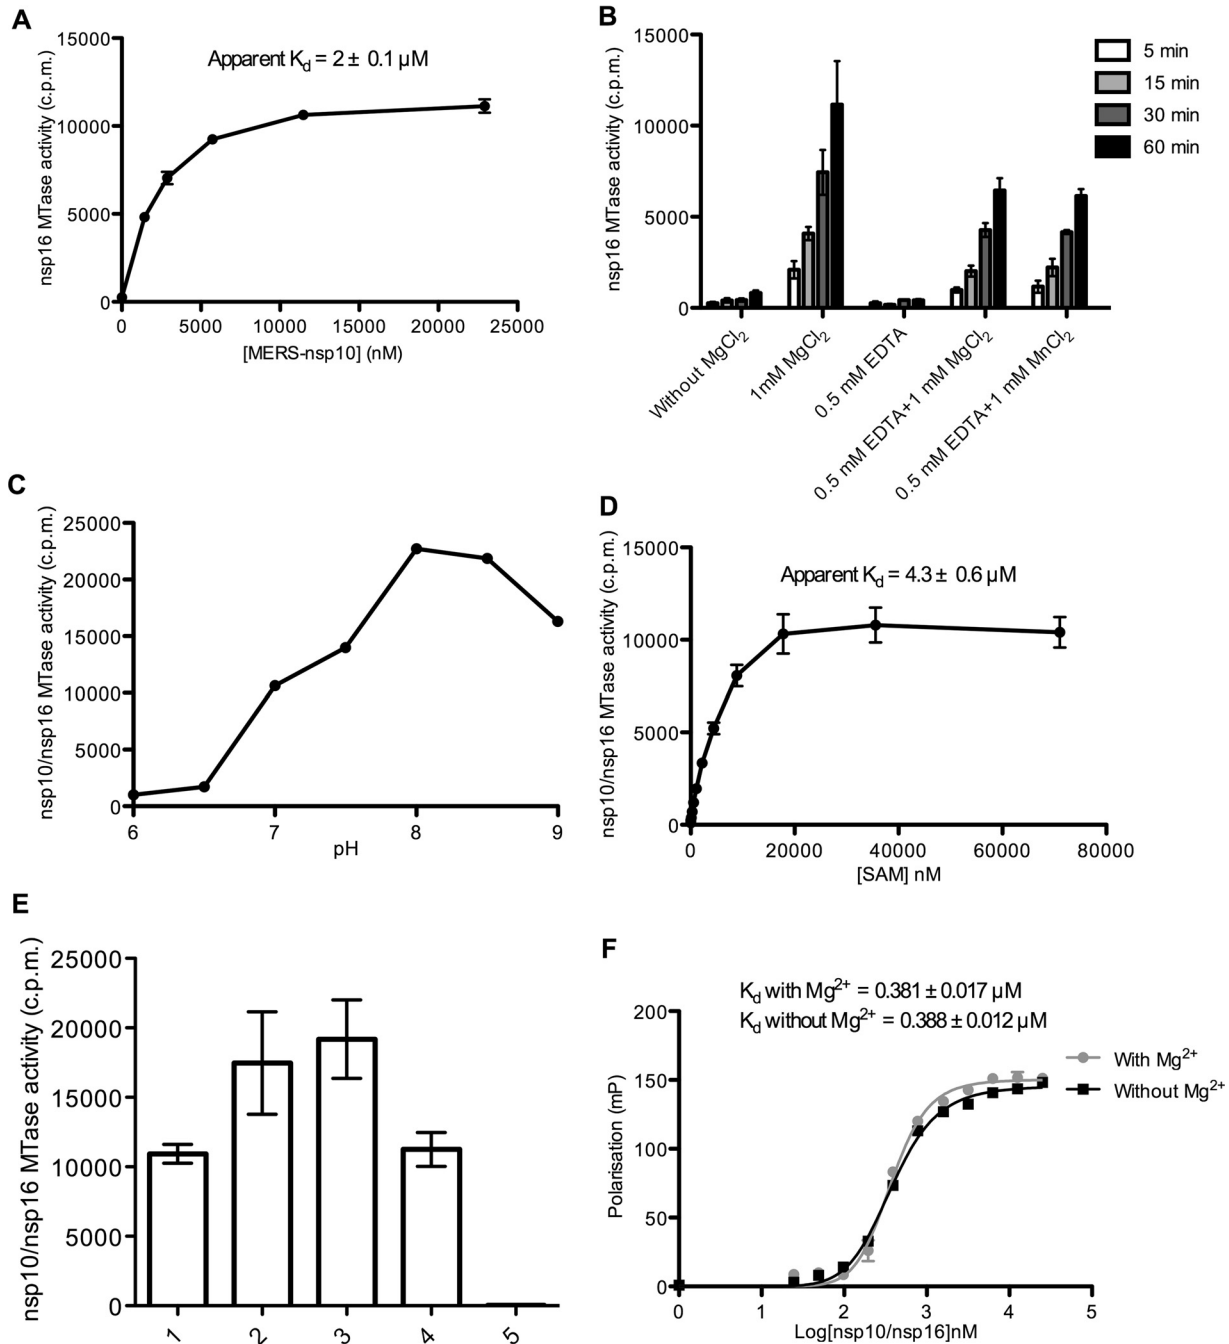 A
nsp16 MTase activity (c.p.m.)
15000
10000
5000
0
Apparent Kd = 2 ± 0.1 µM
0 5000 10000 15000 20000 25000
[MERS-nsp10] (nM)
B
nsp16 MTase activity (c.p.m.)
15000
10000
5000
0
5 min
15 min
30 min
60 min
Without MgCl2
1mM MgCl2
0.5 mM EDTA
0.5 mM EDTA+1 mM MgCl2
0.5 mM EDTA+1 mM MnCl2
C
nsp10/nsp16 MTase activity (c.p.m.)
25000
20000
15000
10000
5000
0
6 7 8 9
pH
D
nsp10/nsp16 MTase activity (c.p.m.)
15000
10000
5000
0
Apparent Kd = 4.3 ± 0.6 µM
0 20000 40000 60000 80000
[SAM] nM
E
nsp10/nsp16 MTase activity (c.p.m.)
25000
20000
15000
10000
5000
0
1 2 3 4 5
F
Kd with Mg2+ = 0.381 ± 0.017 µM
Kd without Mg2+ = 0.388 ± 0.012 µM
Polarisation (mP)
200
150
100
50
0
With Mg2+
Without Mg2+
0 1 2 3 4 5
Log[nsp10/nsp16]nM